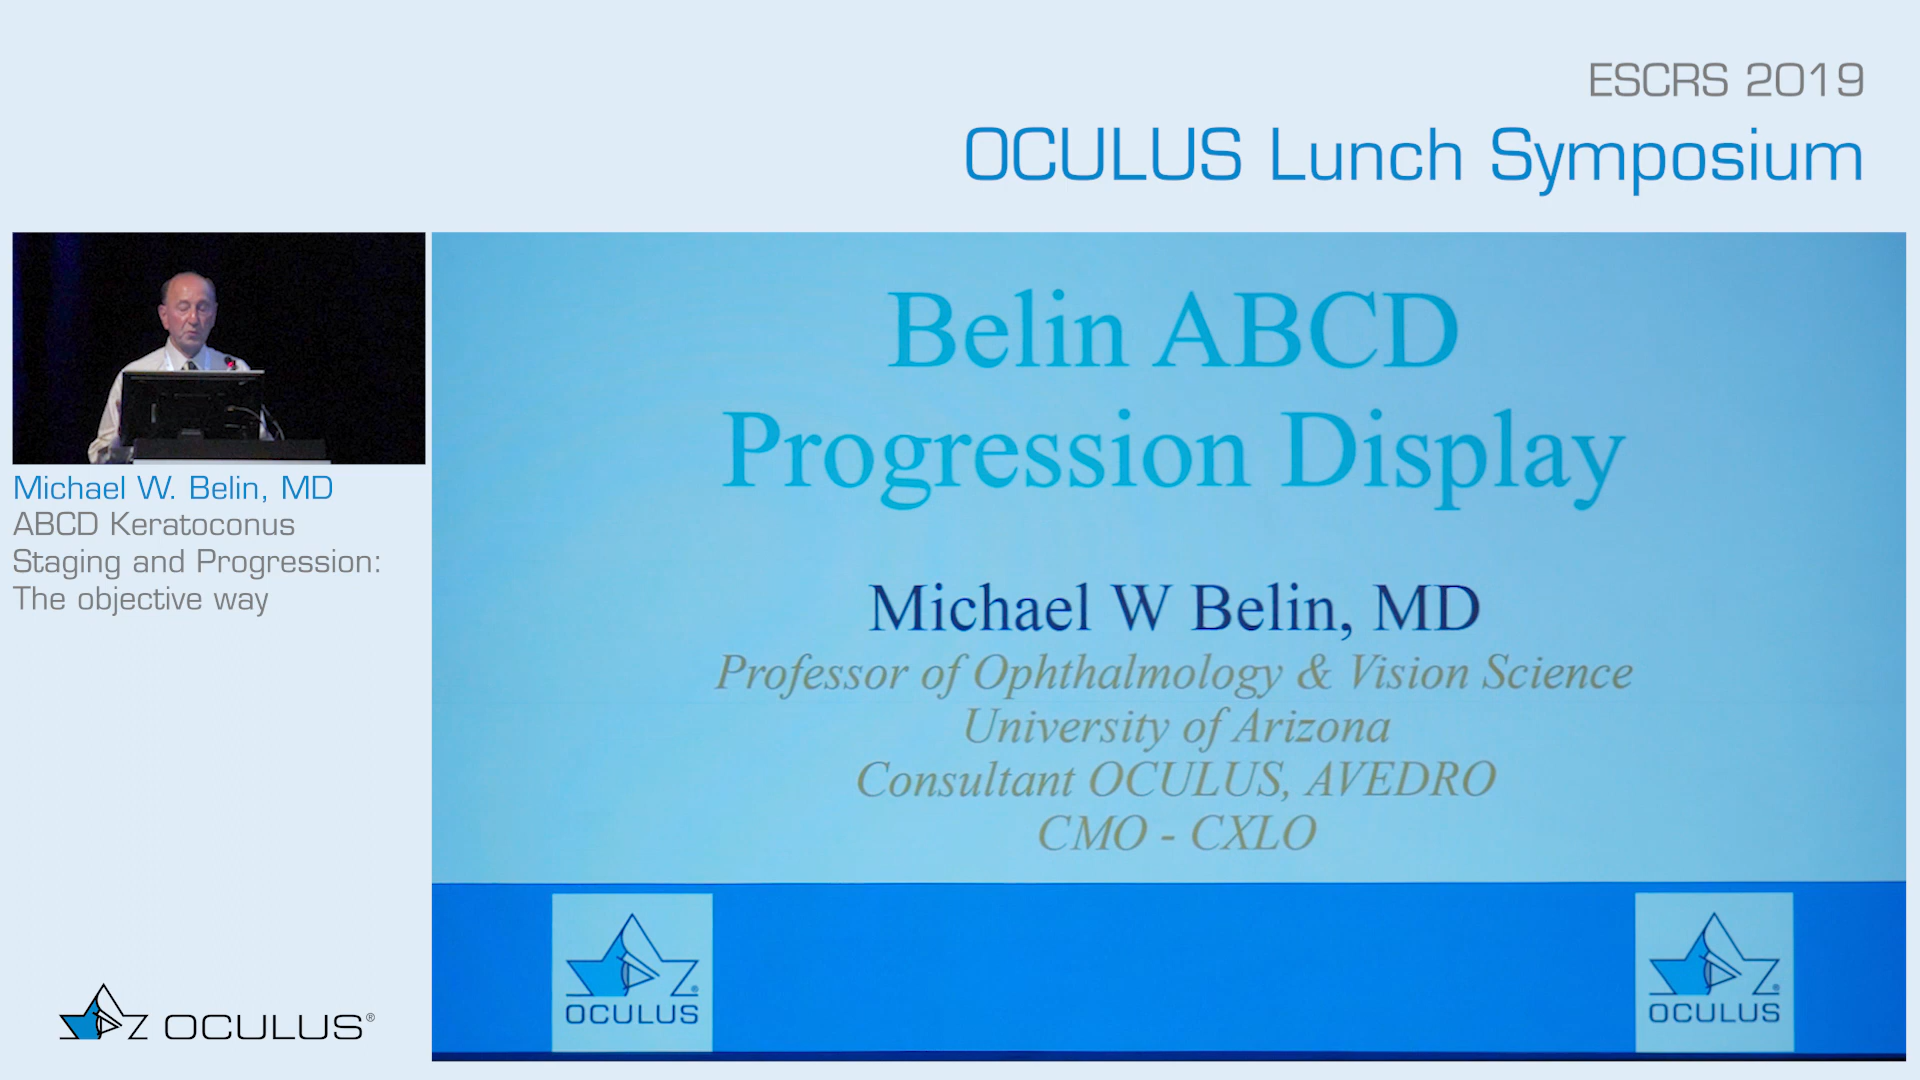 ESCRS 2019
OCULUS Lunch Symposium
Michael W. Belin, MD
ABCD Keratoconus
Staging and Progression:
The objective way
Belin ABCD
Progression Display
Michael W Belin, MD
Professor of Ophthalmology & Vision Science
University of Arizona
Consultant OCULUS, AVEDRO
CMO - CXLO
OCULUS
OCULUS
OCULUS®